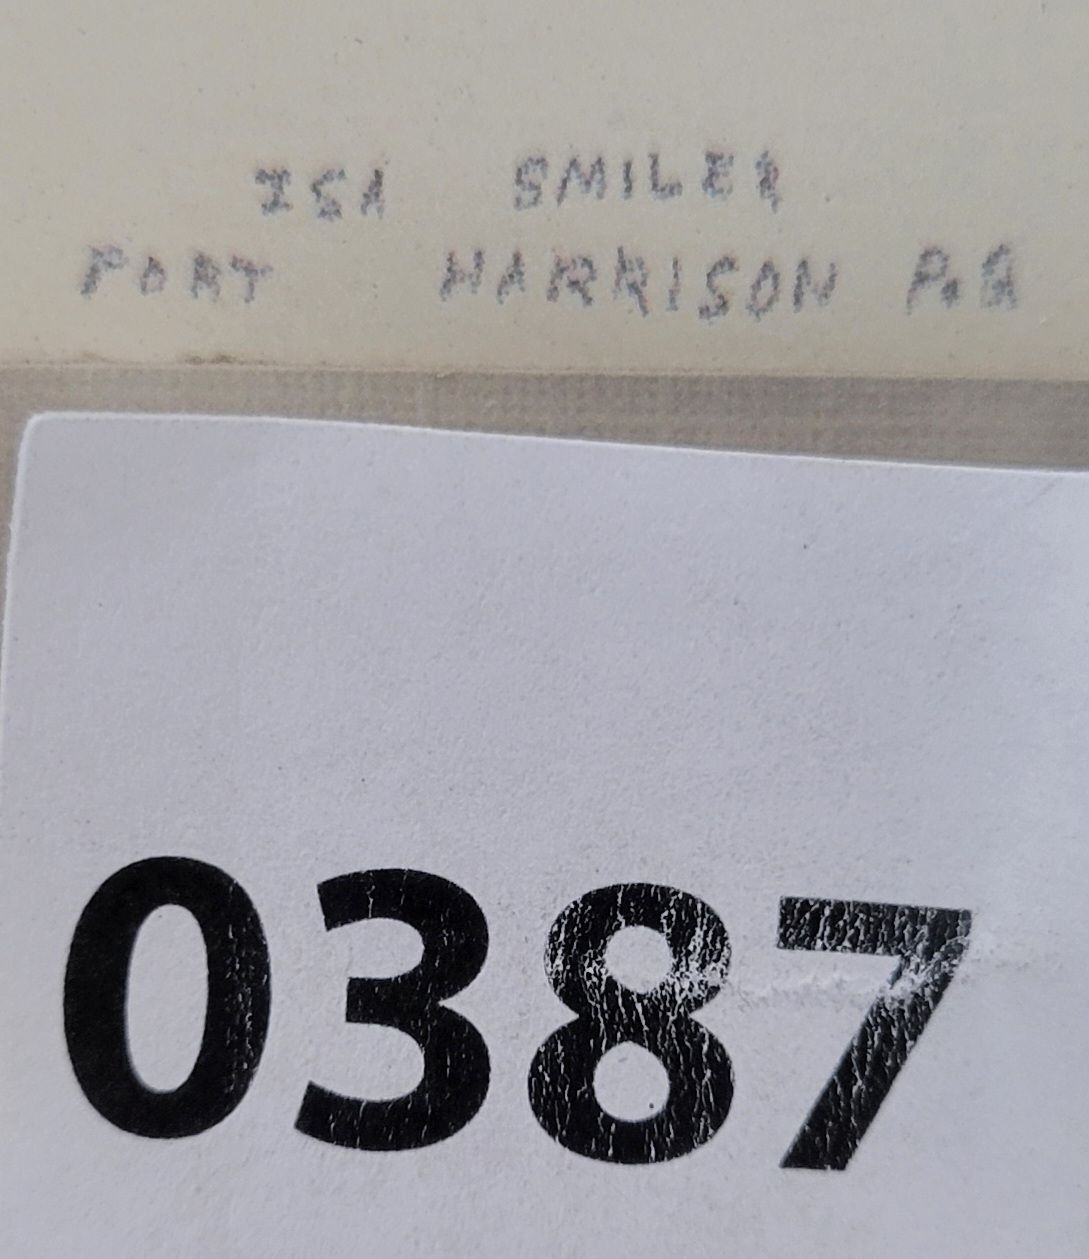 ISA SMILER
PORT HARRISON P.Q
0387